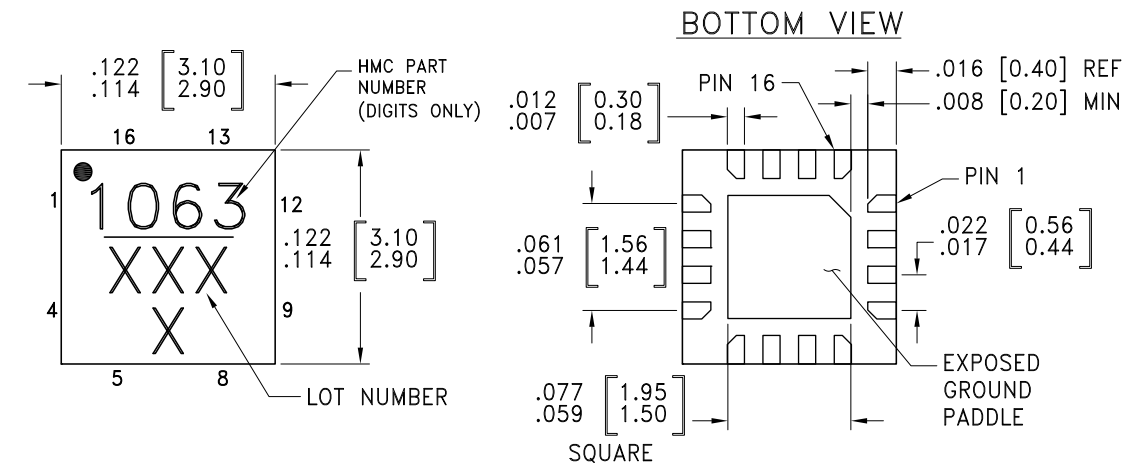 BOTTOM VIEW
.122 [3.10]
.114 [2.90]
HMC PART
NUMBER
(DIGITS ONLY)
16 13
1
1063
12
XXX
X
4
9
5 8
LOT NUMBER
.122 [3.10]
.114 [2.90]
.012 [0.30]
.007 [0.18]
PIN 16
.016 [0.40] REF
.008 [0.20] MIN
PIN 1
.061 [1.56]
.057 [1.44]
.022 [0.56]
.017 [0.44]
.077 [1.95]
.059 [1.50]
SQUARE
EXPOSED
GROUND
PADDLE